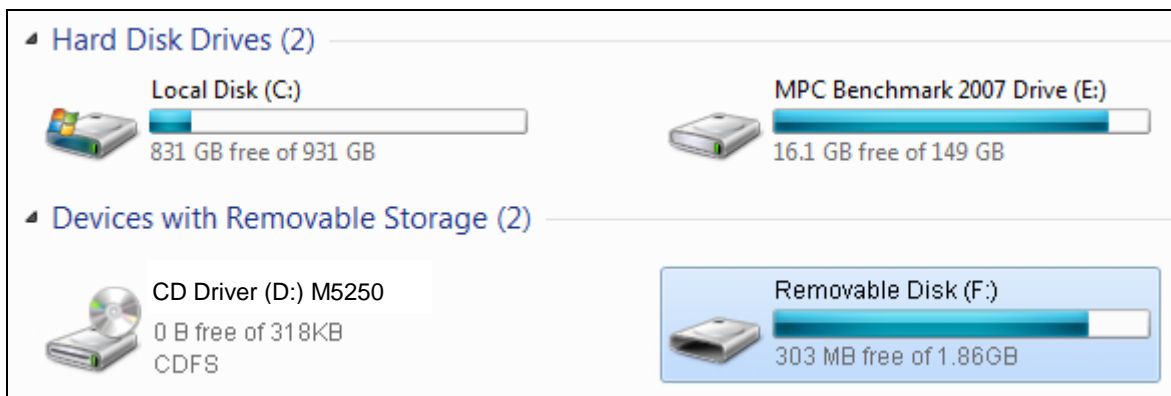 Hard Disk Drives (2)
Local Disk (C:)
831 GB free of 931 GB
MPC Benchmark 2007 Drive (E:)
16.1 GB free of 149 GB
Devices with Removable Storage (2)
CD Driver (D:) M5250
0 B free of 318KB
CDFS
Removable Disk (F:)
303 MB free of 1.86GB